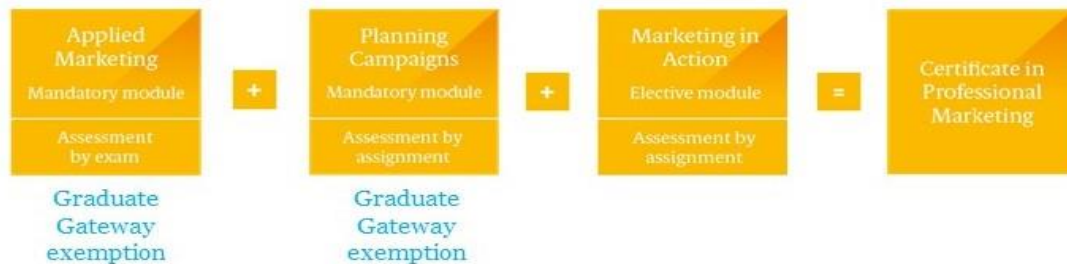 Applied
Marketing
Mandatory module
Assessment
by exam
Graduate
Gateway
exemption
+
Planning
Campaigns
Mandatory module
Assessment by
assignment
Graduate
Gateway
exemption
+
Marketing in
Action
Elective module
Assessment by
assignment
=
Certificate in
Professional
Marketing